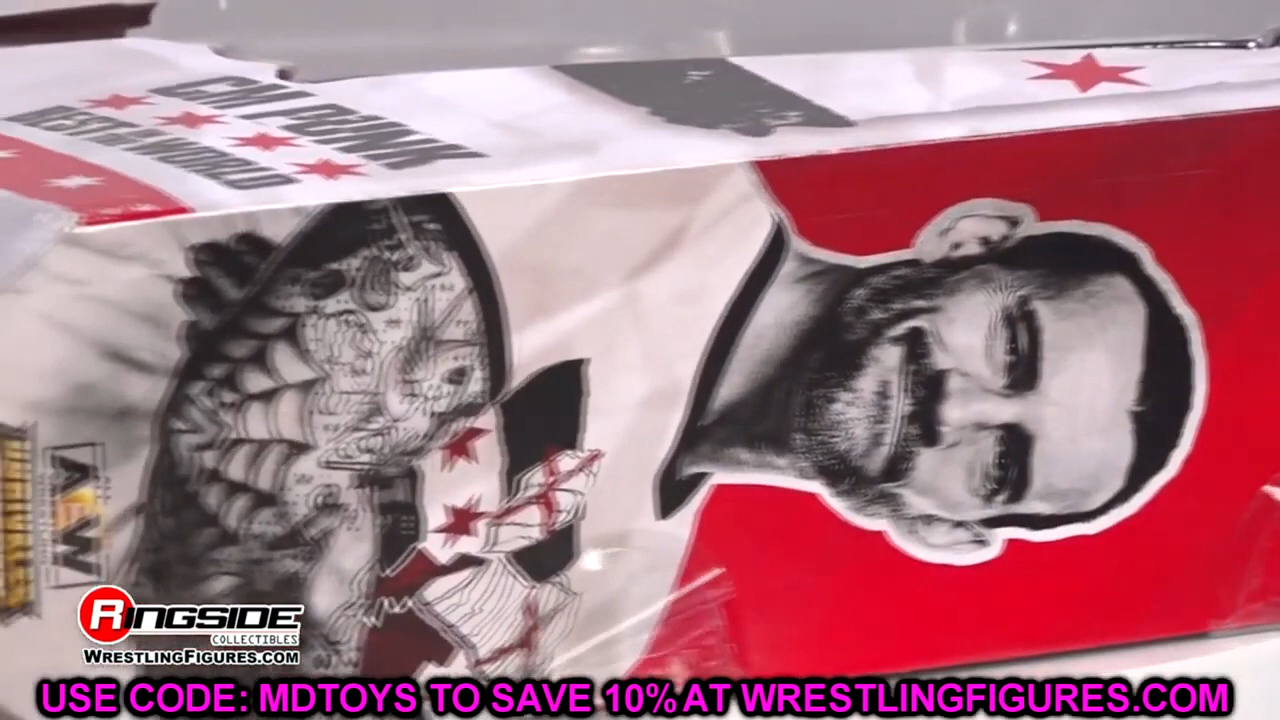 CM PUNK
BEST IN THE WORLD
AEW
RINGSIDE
COLLECTIBLES
WRESTLINGFIGURES.COM
USE CODE: MDTOYS TO SAVE 10% AT WRESTLINGFIGURES.COM